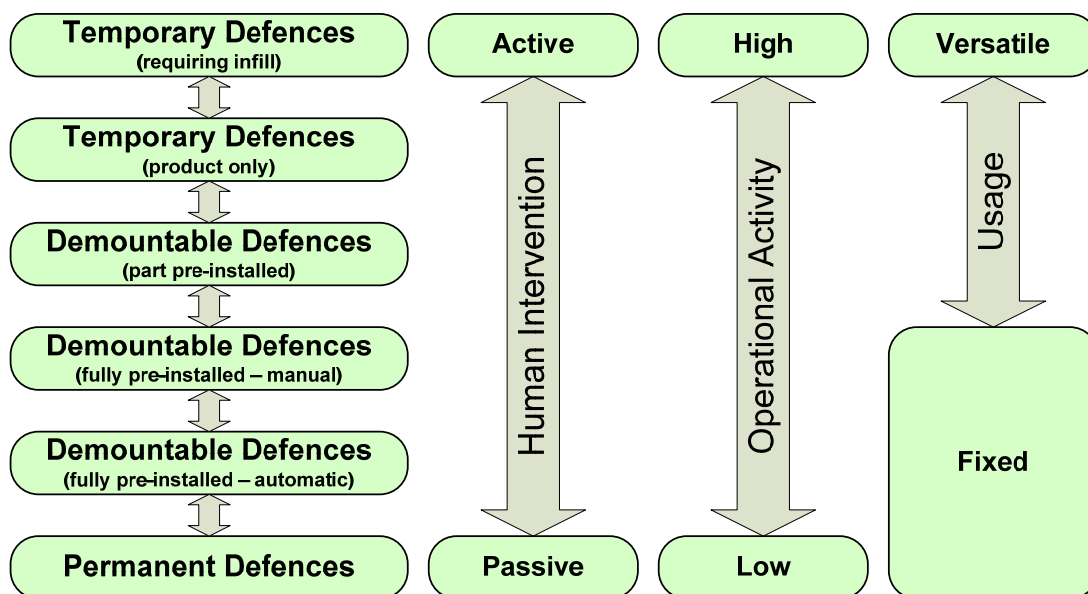 Temporary Defences
(requiring infill)
Temporary Defences
(product only)
Demountable Defences
(part pre-installed)
Demountable Defences
(fully pre-installed – manual)
Demountable Defences
(fully pre-installed – automatic)
Permanent Defences
Active
Human Intervention
Passive
High
Operational Activity
Low
Versatile
Usage
Fixed